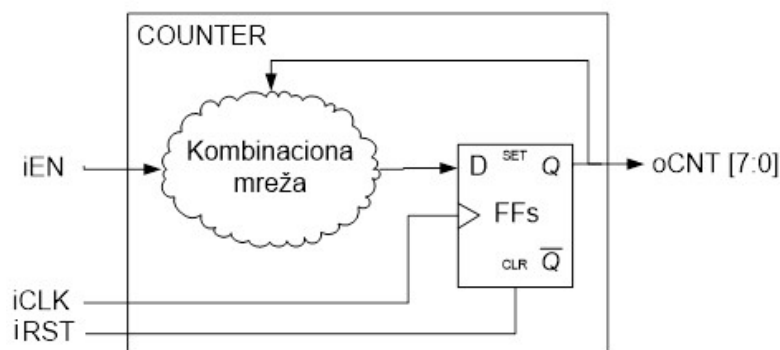 COUNTER
Kombinaciona
mreža
iEN
D SET Q
oCNT [7:0]
FFs
CLR Q
iCLK
iRST